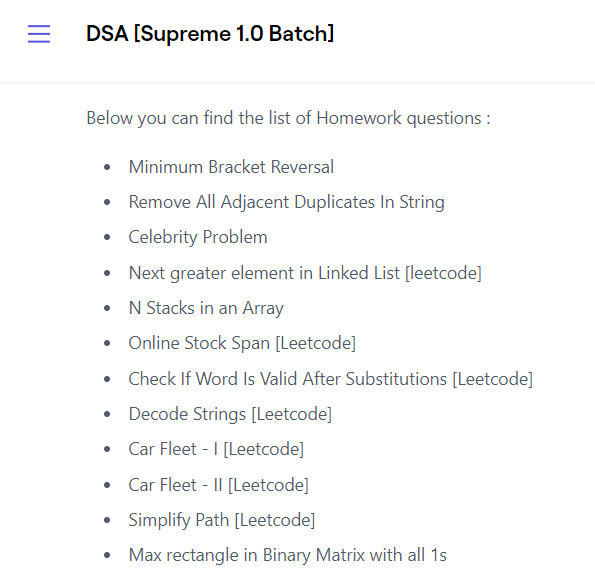 DSA [Supreme 1.0 Batch]
Below you can find the list of Homework questions :
• Minimum Bracket Reversal
• Remove All Adjacent Duplicates In String
• Celebrity Problem
• Next greater element in Linked List [leetcode]
• N Stacks in an Array
• Online Stock Span [Leetcode]
• Check If Word Is Valid After Substitutions [Leetcode]
• Decode Strings [Leetcode]
• Car Fleet - I [Leetcode]
• Car Fleet - II [Leetcode]
• Simplify Path [Leetcode]
• Max rectangle in Binary Matrix with all 1s